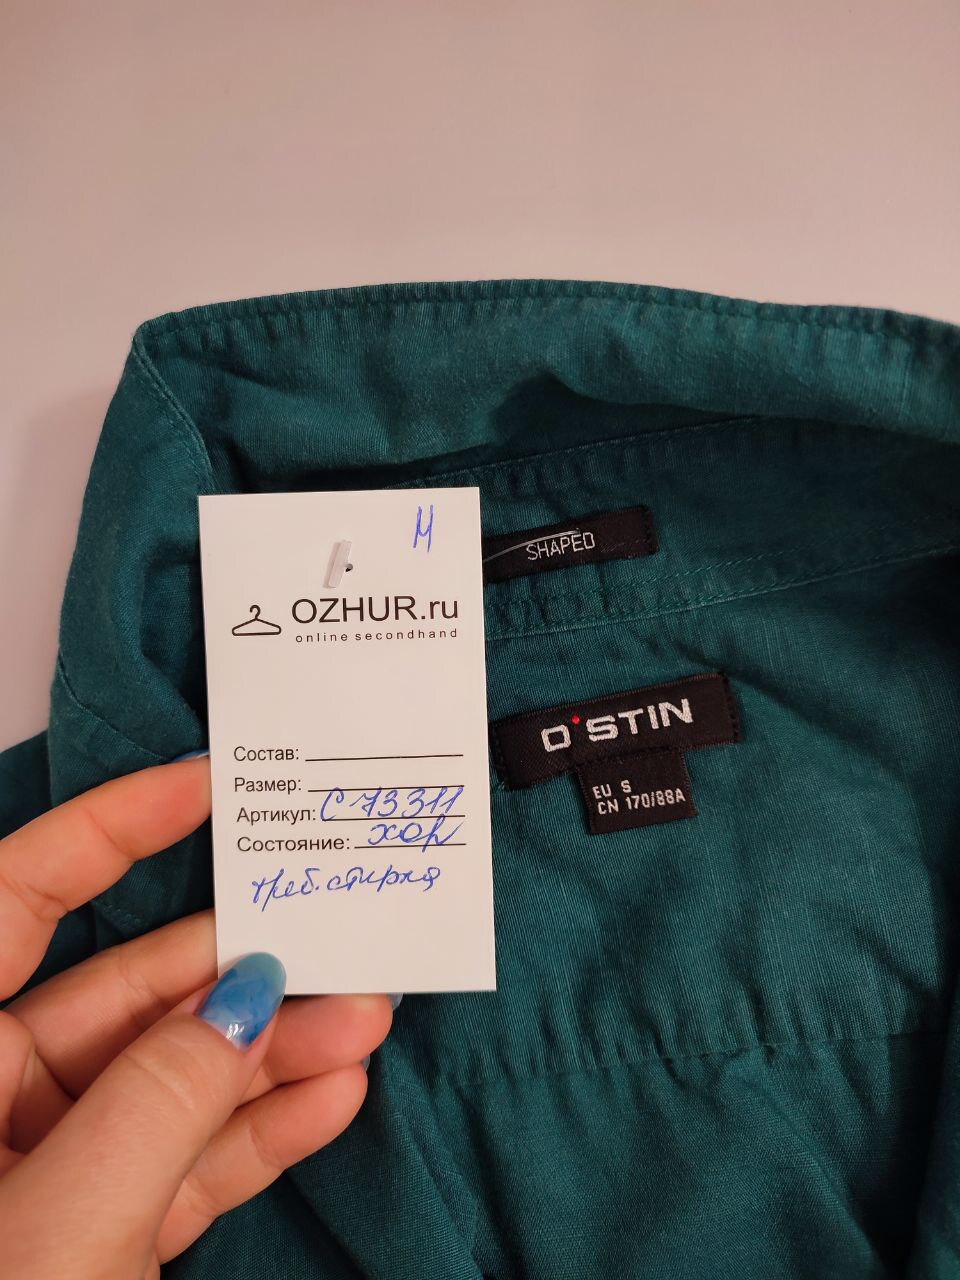 М
OZHUR.ru
online secondhand
Состав:
Размер:
Артикул: С 73311
Состояние: хор
треб. стирка
SHAPED
O'STIN
EU S
CN 170/88A